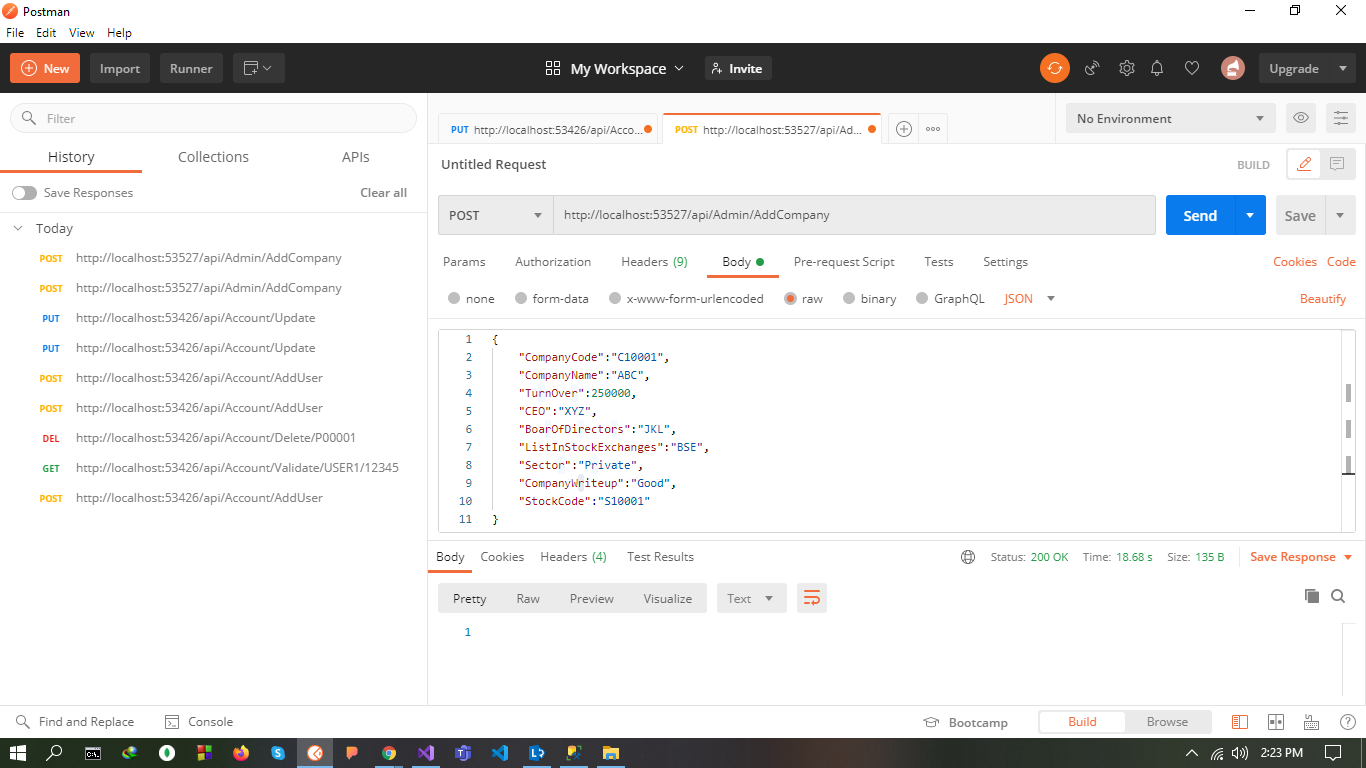 Postman
File Edit View Help
New Import Runner My Workspace Invite Upgrade
Filter
History Collections APIs
Save Responses Clear all
Today
POST http://localhost:53527/api/Admin/AddCompany
POST http://localhost:53527/api/Admin/AddCompany
PUT http://localhost:53426/api/Account/Update
PUT http://localhost:53426/api/Account/Update
POST http://localhost:53426/api/Account/AddUser
POST http://localhost:53426/api/Account/AddUser
DEL http://localhost:53426/api/Account/Delete/P00001
GET http://localhost:53426/api/Account/Validate/USER1/12345
POST http://localhost:53426/api/Account/AddUser
PUT http://localhost:53426/api/Acco... POST http://localhost:53527/api/Ad... No Environment
Untitled Request BUILD
POST http://localhost:53527/api/Admin/AddCompany Send Save
Params Authorization Headers (9) Body Pre-request Script Tests Settings Cookies Code
none form-data x-www-form-urlencoded raw binary GraphQL JSON Beautify
1 {
2 "CompanyCode":"C10001",
3 "CompanyName":"ABC",
4 "TurnOver":250000,
5 "CEO":"XYZ",
6 "BoarOfDirectors":"JKL",
7 "ListInStockExchanges":"BSE",
8 "Sector":"Private",
9 "CompanyWriteup":"Good",
10 "StockCode":"S10001"
11 }
Body Cookies Headers (4) Test Results Status: 200 OK Time: 18.68 s Size: 135 B Save Response
Pretty Raw Preview Visualize Text
1
Find and Replace Console Bootcamp Build Browse
2:23 PM